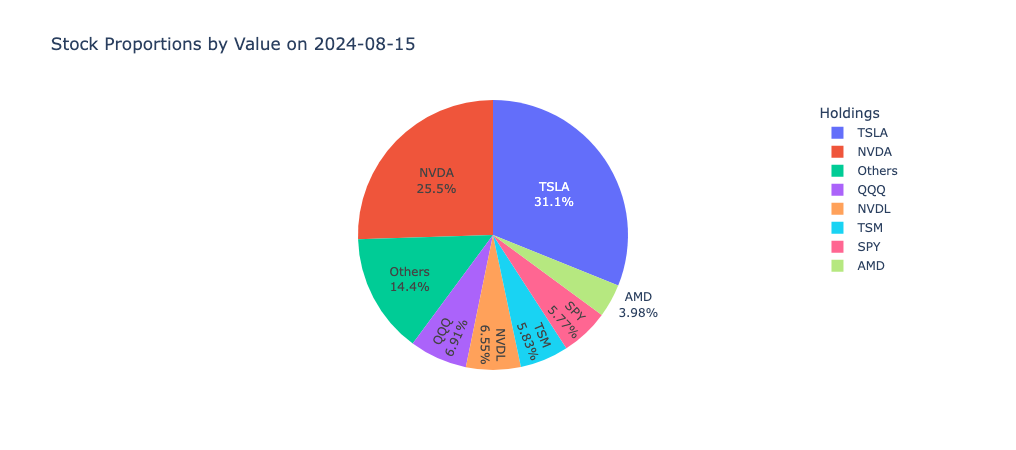 Stock Proportions by Value on 2024-08-15
TSLA
31.1%
NVDA
25.5%
Others
14.4%
QQQ
6.91%
NVDL
6.55%
TSM
5.83%
SPY
5.77%
AMD
3.98%
Holdings
TSLA
NVDA
Others
QQQ
NVDL
TSM
SPY
AMD